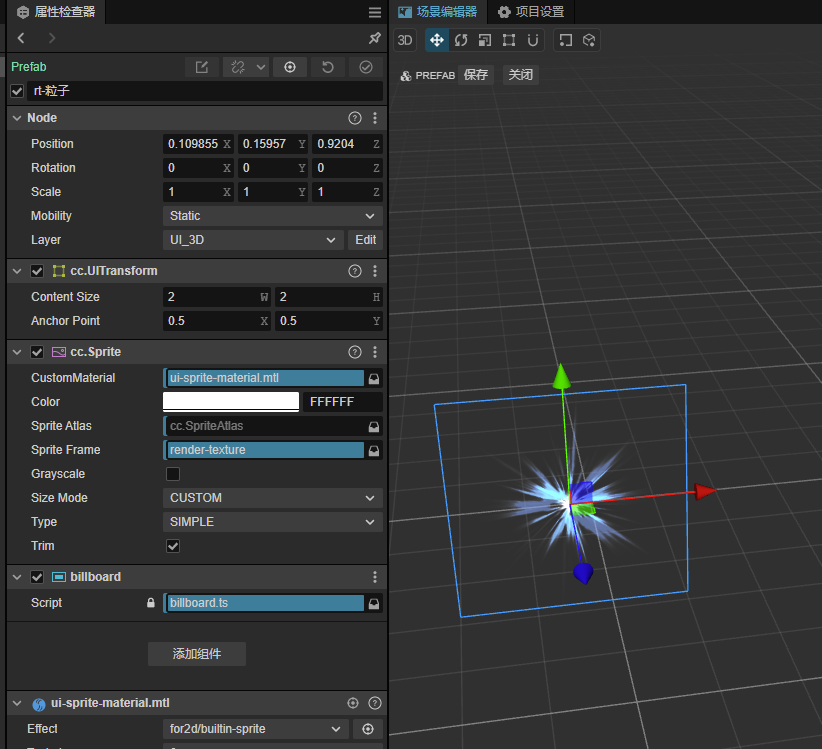 属性检查器
Prefab
rt-粒子
Node
Position 0.109855 X 0.15957 Y 0.9204 Z
Rotation 0 X 0 Y 0 Z
Scale 1 X 1 Y 1 Z
Mobility Static
Layer UI_3D Edit
cc.UITransform
Content Size 2 W 2 H
Anchor Point 0.5 X 0.5 Y
cc.Sprite
CustomMaterial ui-sprite-material.mtl
Color FFFFFF
Sprite Atlas cc.SpriteAtlas
Sprite Frame render-texture
Grayscale
Size Mode CUSTOM
Type SIMPLE
Trim
billboard
Script billboard.ts
添加组件
ui-sprite-material.mtl
Effect for2d/builtin-sprite
场景编辑器 项目设置
3D
PREFAB 保存 关闭